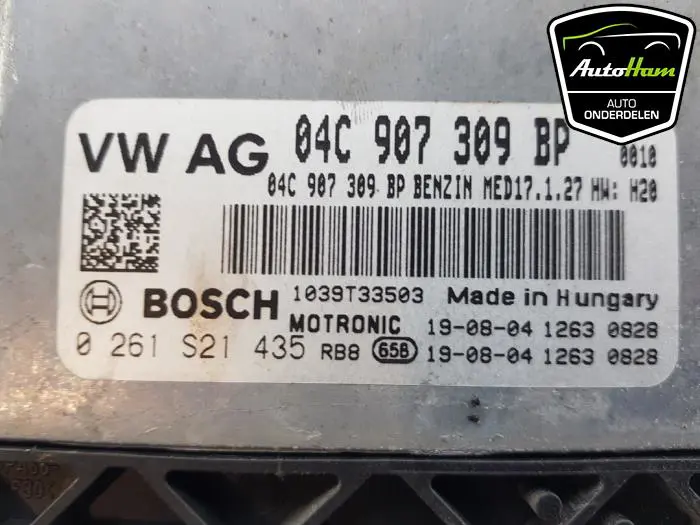 AutoHam
AUTO
ONDERDELEN
VW AG 04C 907 309 BP 0010
04C 907 309 BP BENZIN MED17.1.27 HW: H20
BOSCH 1039T33503 Made in Hungary
MOTRONIC 19-08-04 1263 0828
0 261 S21 435 RB8 65B 19-08-04 1263 0828